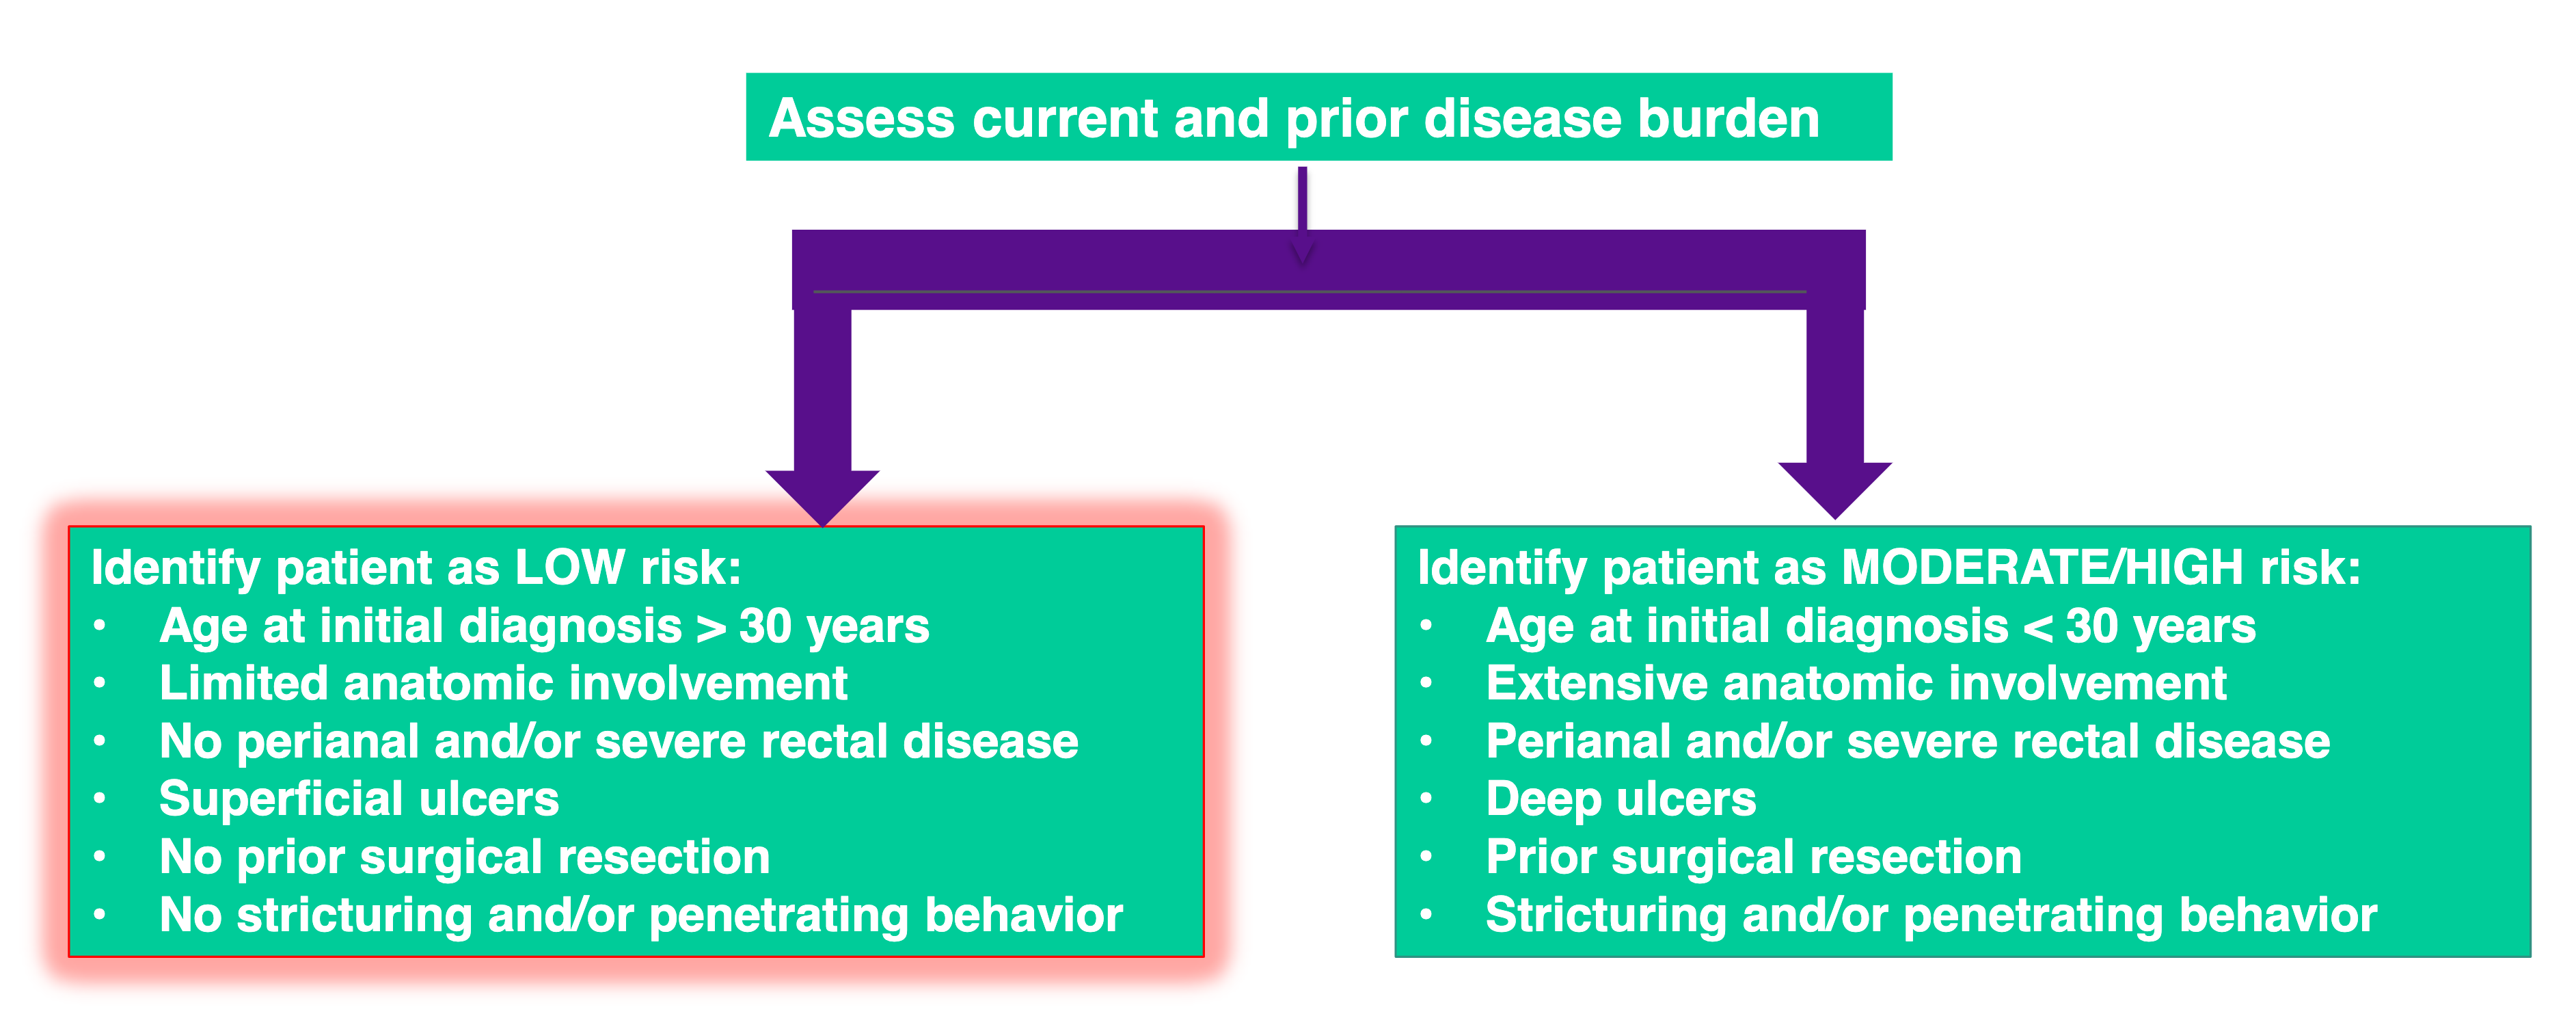 Assess current and prior disease burden
Identify patient as LOW risk:
• Age at initial diagnosis > 30 years
• Limited anatomic involvement
• No perianal and/or severe rectal disease
• Superficial ulcers
• No prior surgical resection
• No stricturing and/or penetrating behavior
Identify patient as MODERATE/HIGH risk:
• Age at initial diagnosis < 30 years
• Extensive anatomic involvement
• Perianal and/or severe rectal disease
• Deep ulcers
• Prior surgical resection
• Stricturing and/or penetrating behavior